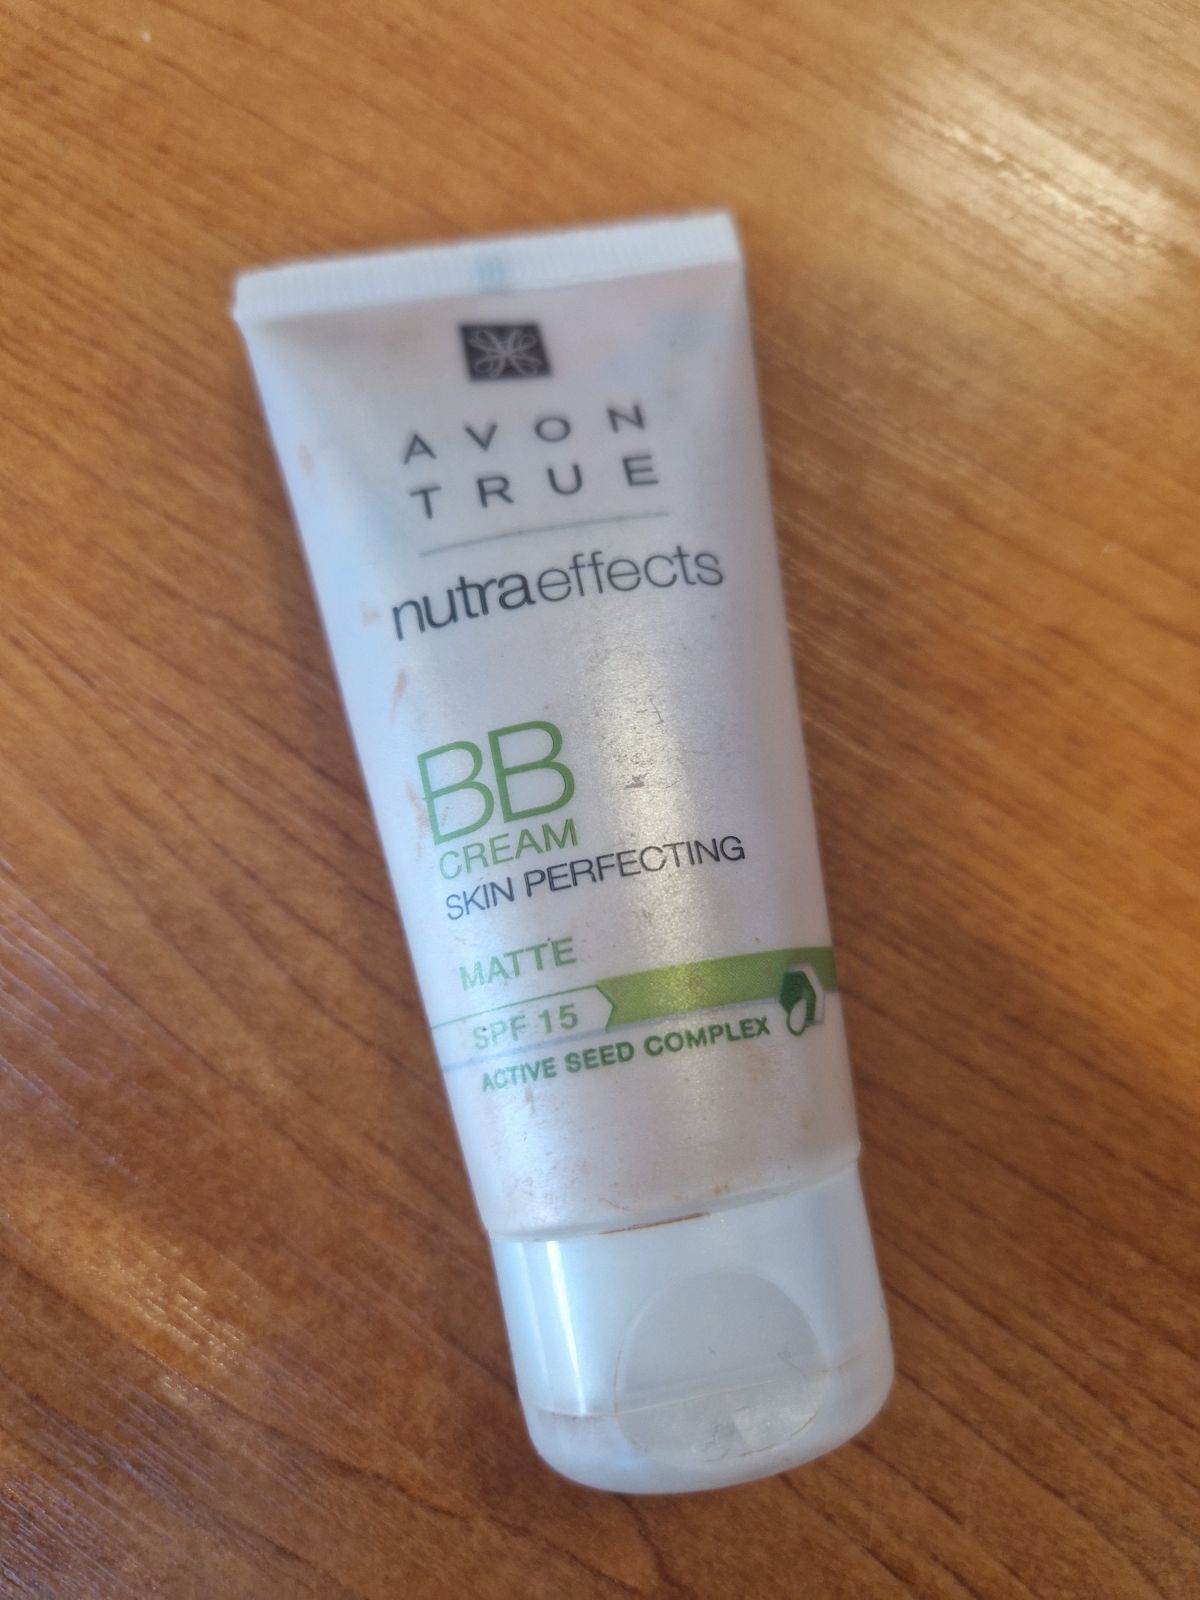 AVON
TRUE
nutraeffects
BB
CREAM
SKIN PERFECTING
MATTE
SPF 15
ACTIVE SEED COMPLEX